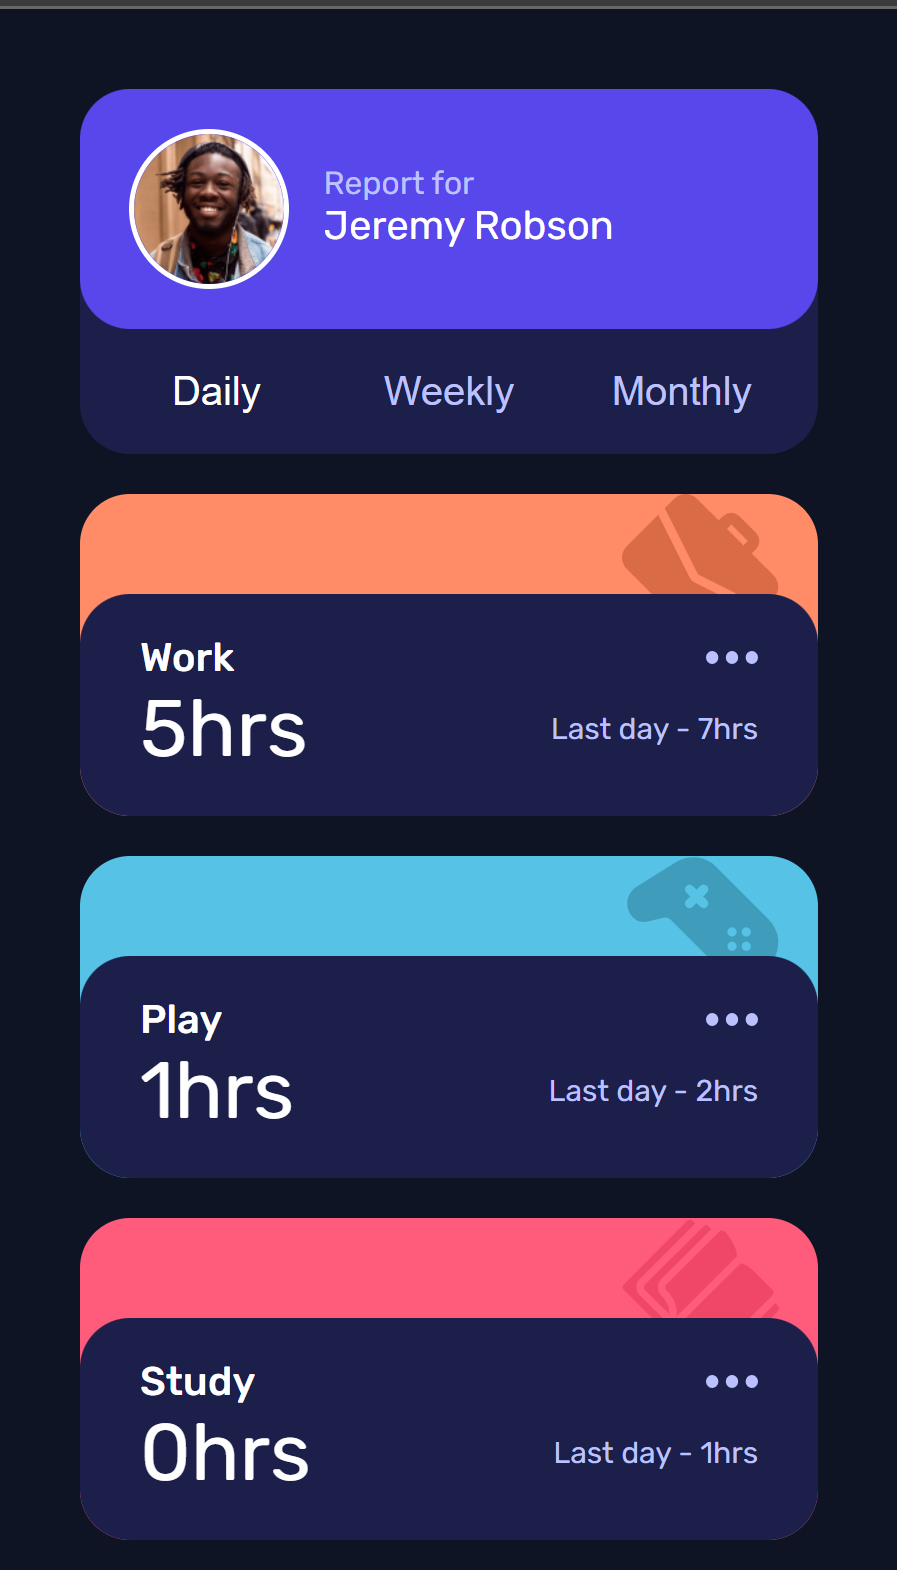 Report for
Jeremy Robson
Daily Weekly Monthly
Work
5hrs
Last day - 7hrs
Play
1hrs
Last day - 2hrs
Study
0hrs
Last day - 1hrs